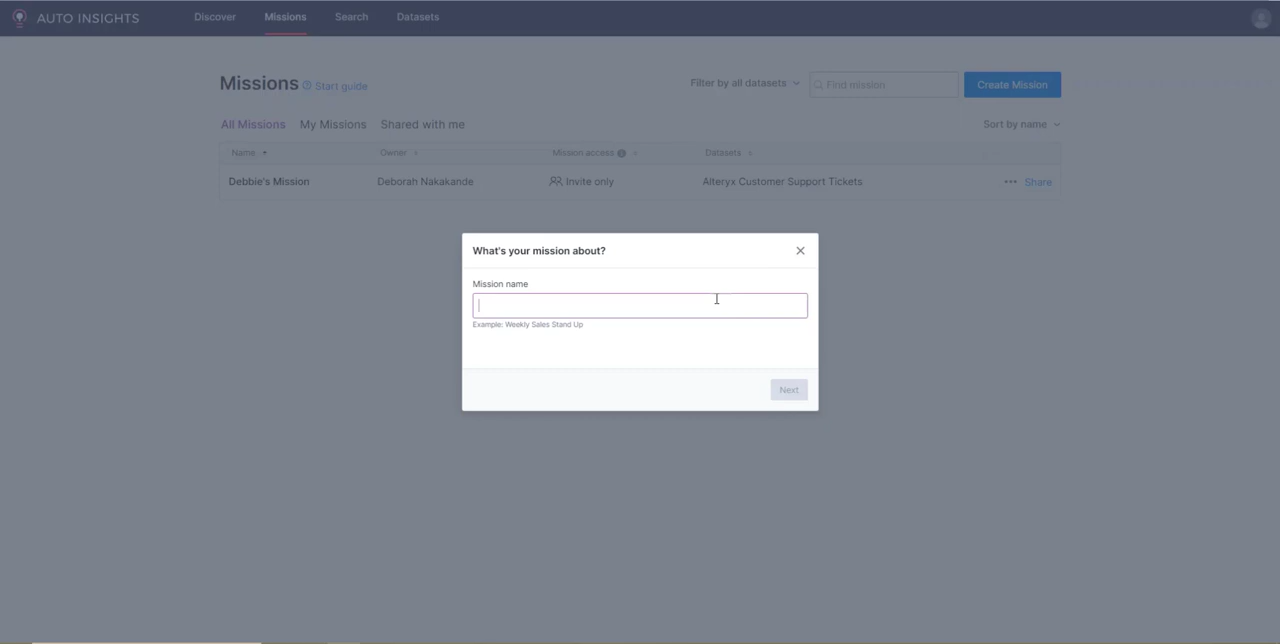 AUTO INSIGHTS Discover Missions Search Datasets
Missions Start guide Filter by all datasets Find mission Create Mission
All Missions My Missions Shared with me Sort by name
Name Owner Mission access Datasets
Debbie's Mission Deborah Nakakande Invite only Alteryx Customer Support Tickets ••• Share
What's your mission about?
Mission name
Example: Weekly Sales Stand Up
Next